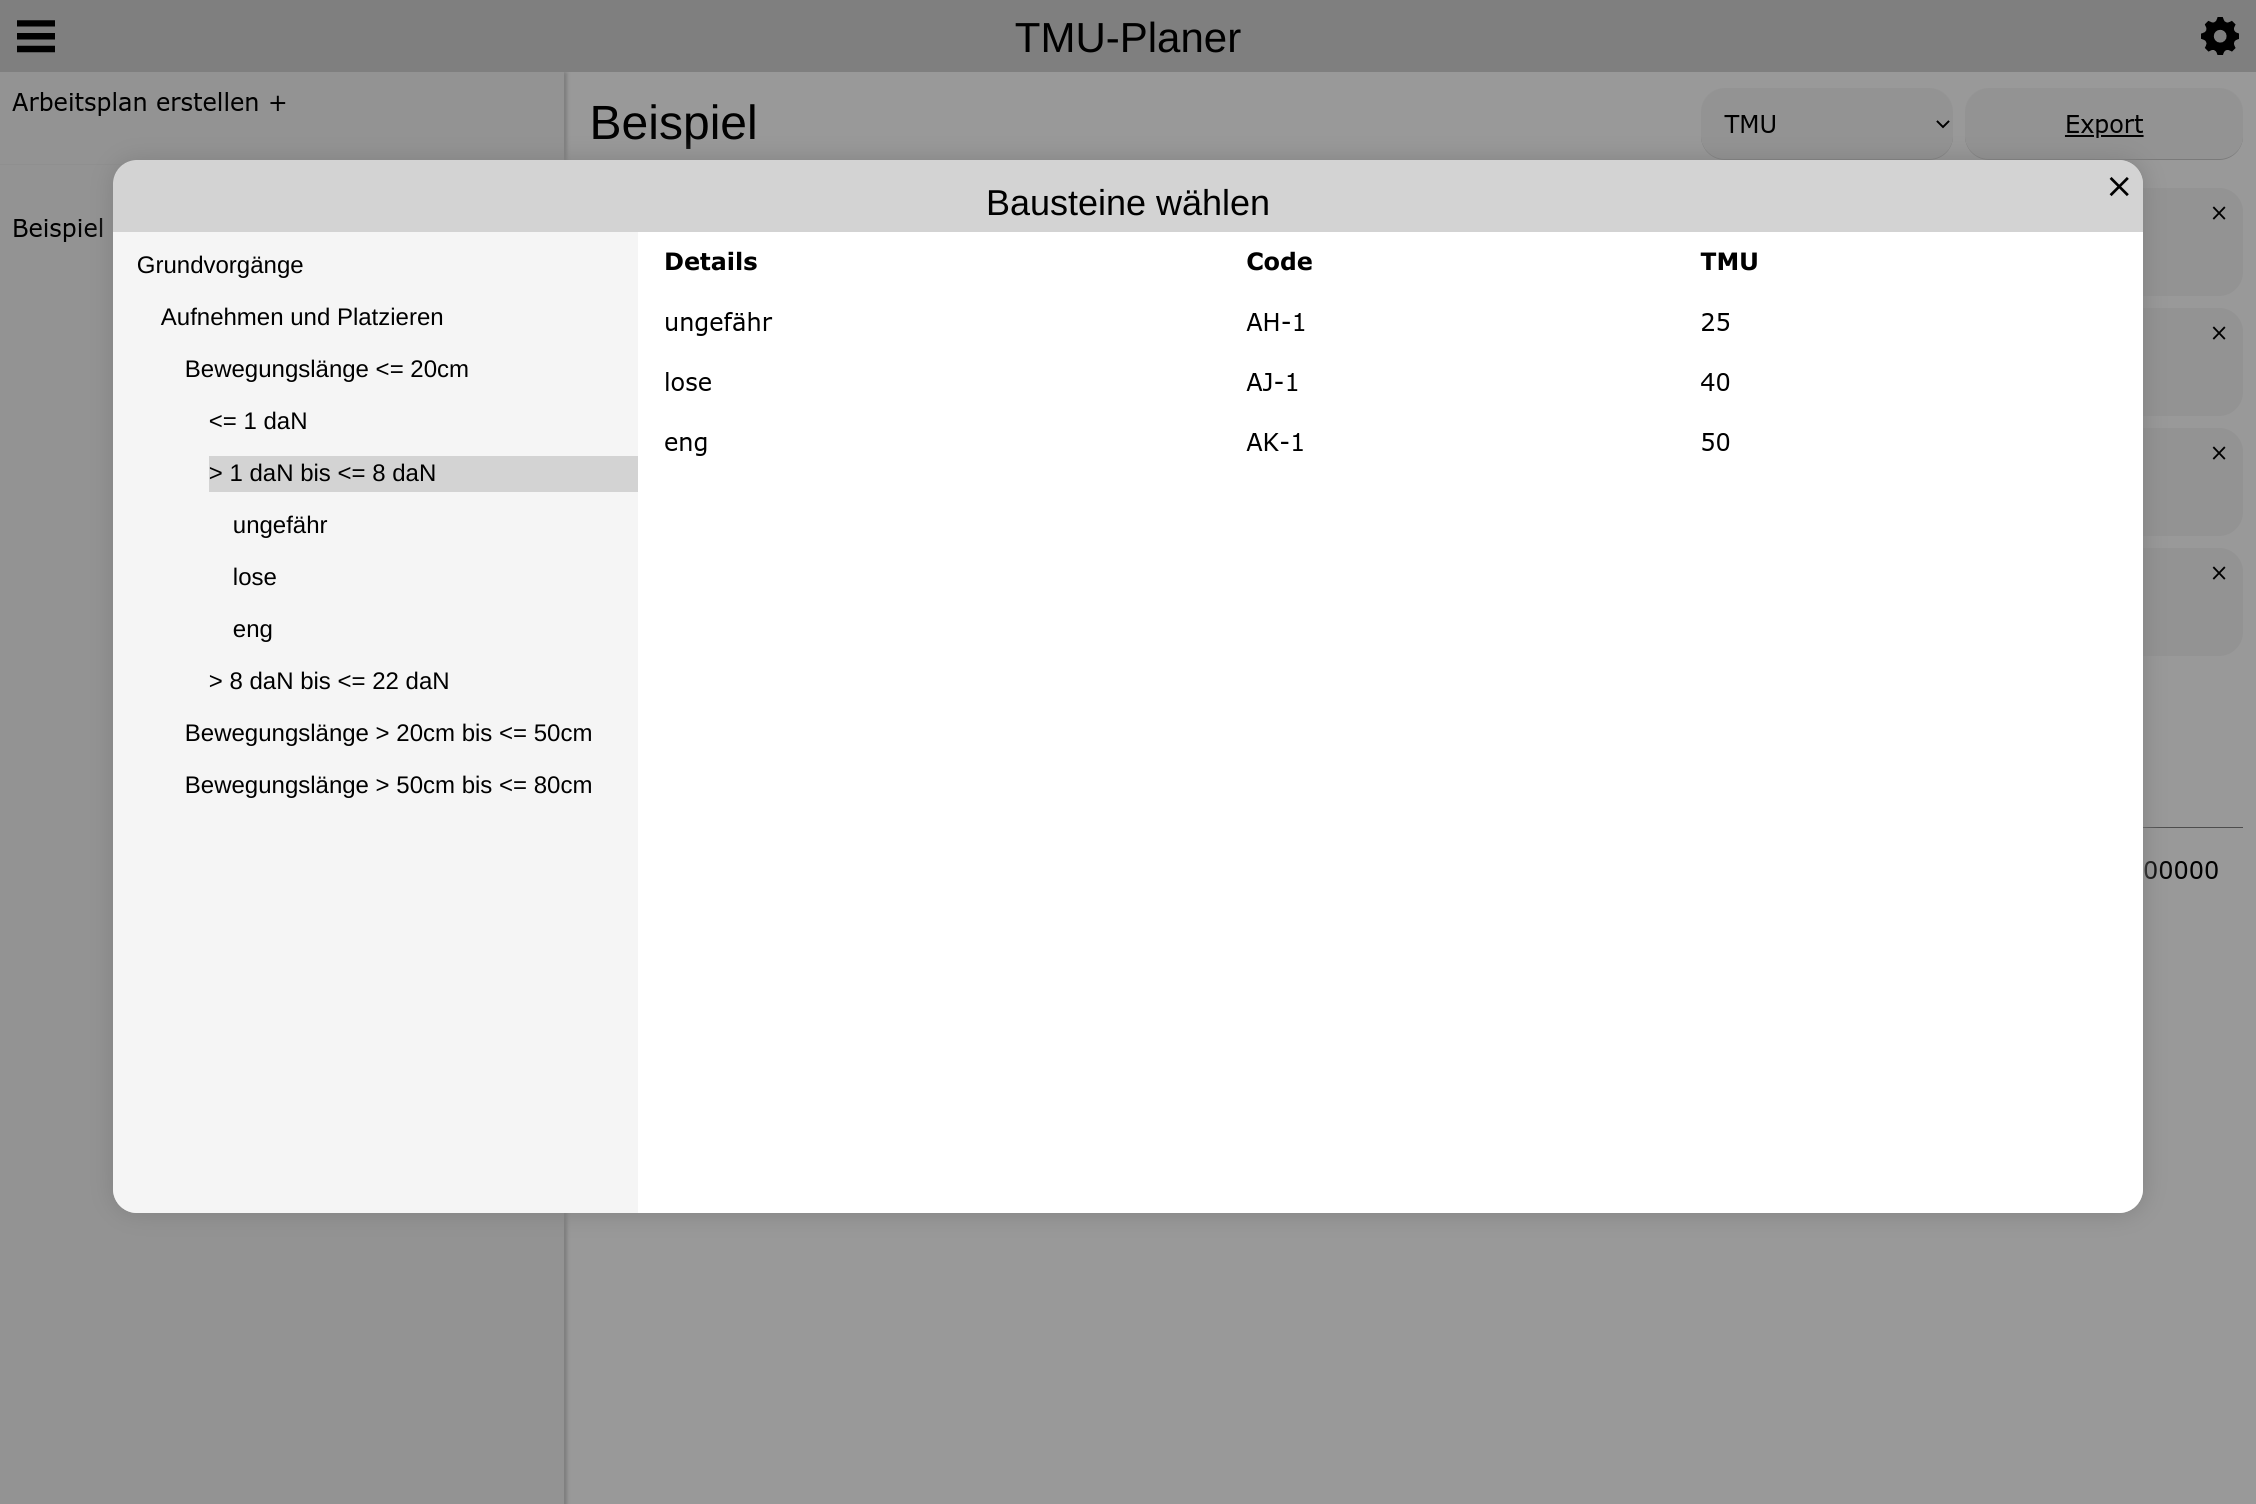 TMU-Planer
Arbeitsplan erstellen +
Beispiel
Beispiel
TMU
Export
Bausteine wählen
Grundvorgänge
Aufnehmen und Platzieren
Bewegungslänge <= 20cm
<= 1 daN
> 1 daN bis <= 8 daN
ungefähr
lose
eng
> 8 daN bis <= 22 daN
Bewegungslänge > 20cm bis <= 50cm
Bewegungslänge > 50cm bis <= 80cm
Details Code TMU
ungefähr AH-1 25
lose AJ-1 40
eng AK-1 50
00000